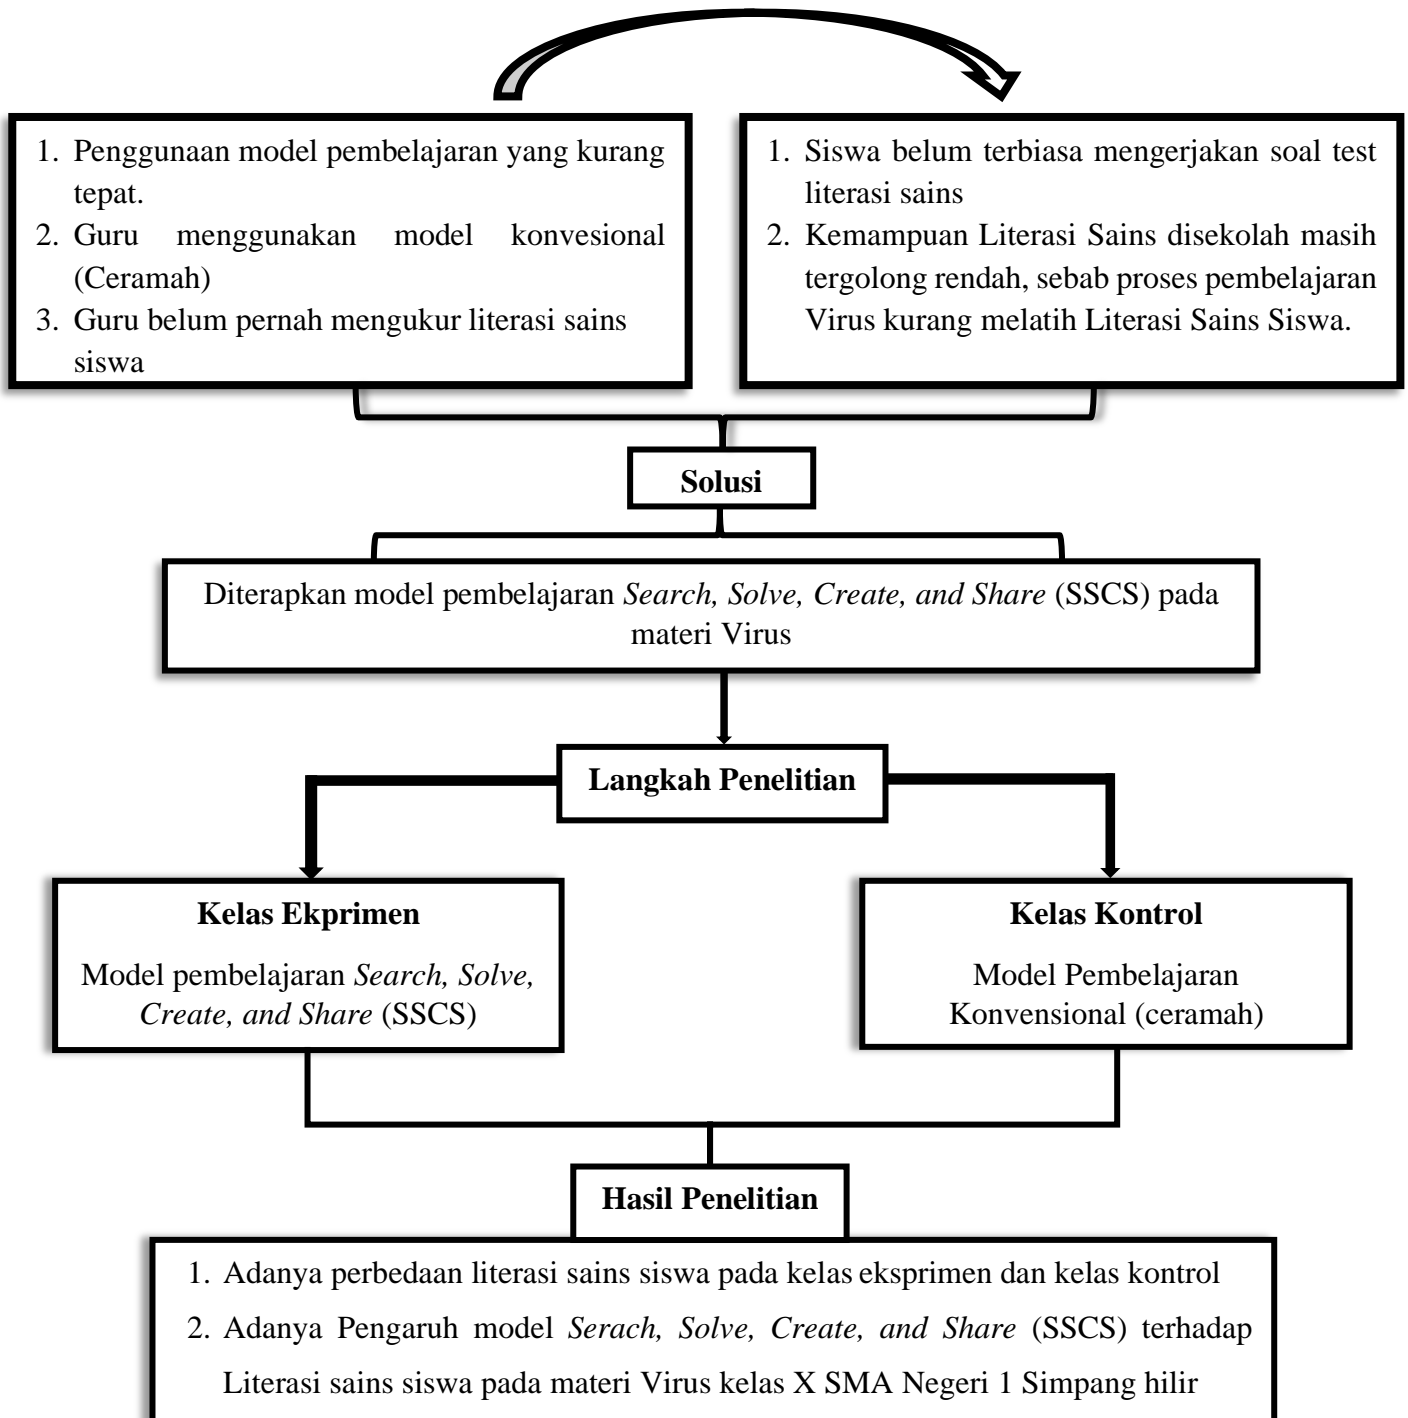 1. Penggunaan model pembelajaran yang kurang
tepat.
2. Guru menggunakan model konvesional
(Ceramah)
3. Guru belum pernah mengukur literasi sains
siswa
1. Siswa belum terbiasa mengerjakan soal test
literasi sains
2. Kemampuan Literasi Sains disekolah masih
tergolong rendah, sebab proses pembelajaran
Virus kurang melatih Literasi Sains Siswa.
Solusi
Diterapkan model pembelajaran Search, Solve, Create, and Share (SSCS) pada
materi Virus
Langkah Penelitian
Kelas Ekprimen
Model pembelajaran Search, Solve,
Create, and Share (SSCS)
Kelas Kontrol
Model Pembelajaran
Konvensional (ceramah)
Hasil Penelitian
1. Adanya perbedaan literasi sains siswa pada kelas eksprimen dan kelas kontrol
2. Adanya Pengaruh model Serach, Solve, Create, and Share (SSCS) terhadap
Literasi sains siswa pada materi Virus kelas X SMA Negeri 1 Simpang hilir